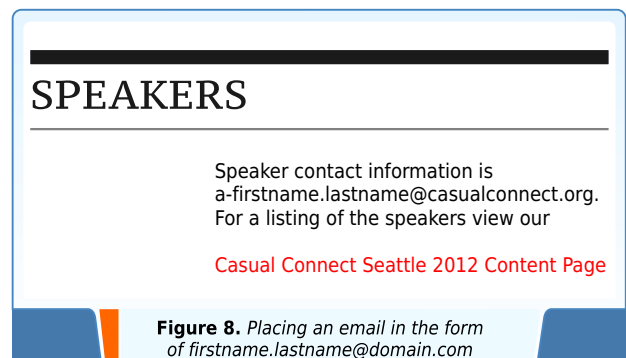 SPEAKERS
Speaker contact information is
a-firstname.lastname@casualconnect.org.
For a listing of the speakers view our
Casual Connect Seattle 2012 Content Page
Figure 8. Placing an email in the form
of firstname.lastname@domain.com